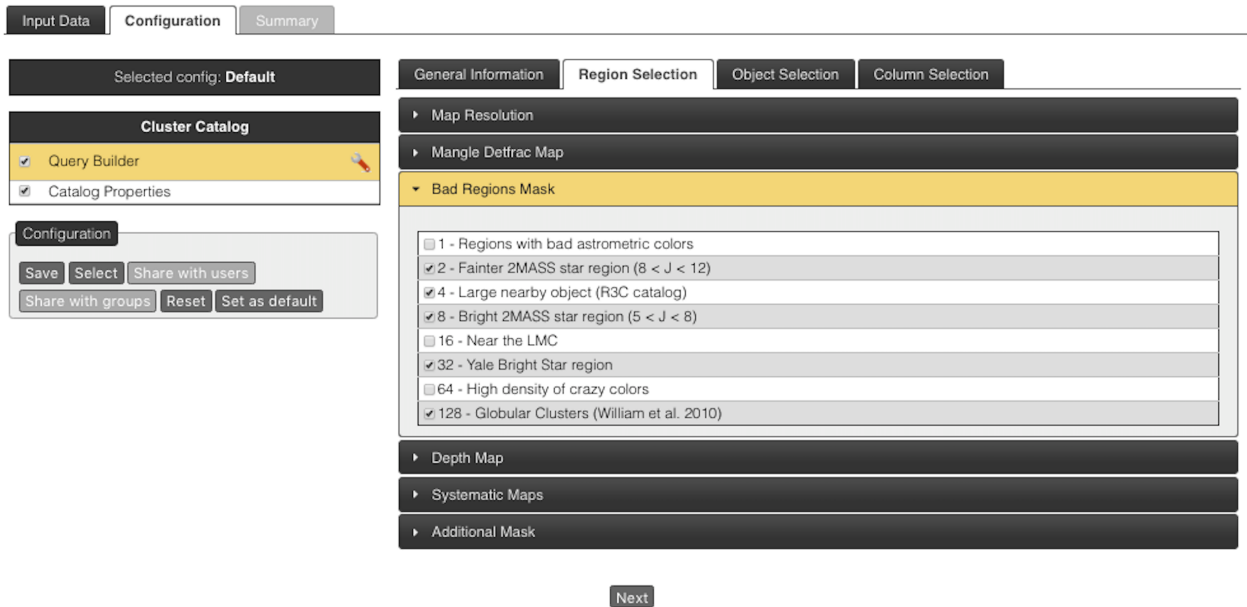 Input Data Configuration Summary
Selected config: Default
Cluster Catalog
Query Builder
Catalog Properties
Configuration
Save Select Share with users
Share with groups Reset Set as default
General Information Region Selection Object Selection Column Selection
Map Resolution
Mangle Detfrac Map
Bad Regions Mask
1 - Regions with bad astrometric colors
2 - Fainter 2MASS star region (8 < J < 12)
4 - Large nearby object (R3C catalog)
8 - Bright 2MASS star region (5 < J < 8)
16 - Near the LMC
32 - Yale Bright Star region
64 - High density of crazy colors
128 - Globular Clusters (William et al. 2010)
Depth Map
Systematic Maps
Additional Mask
Next